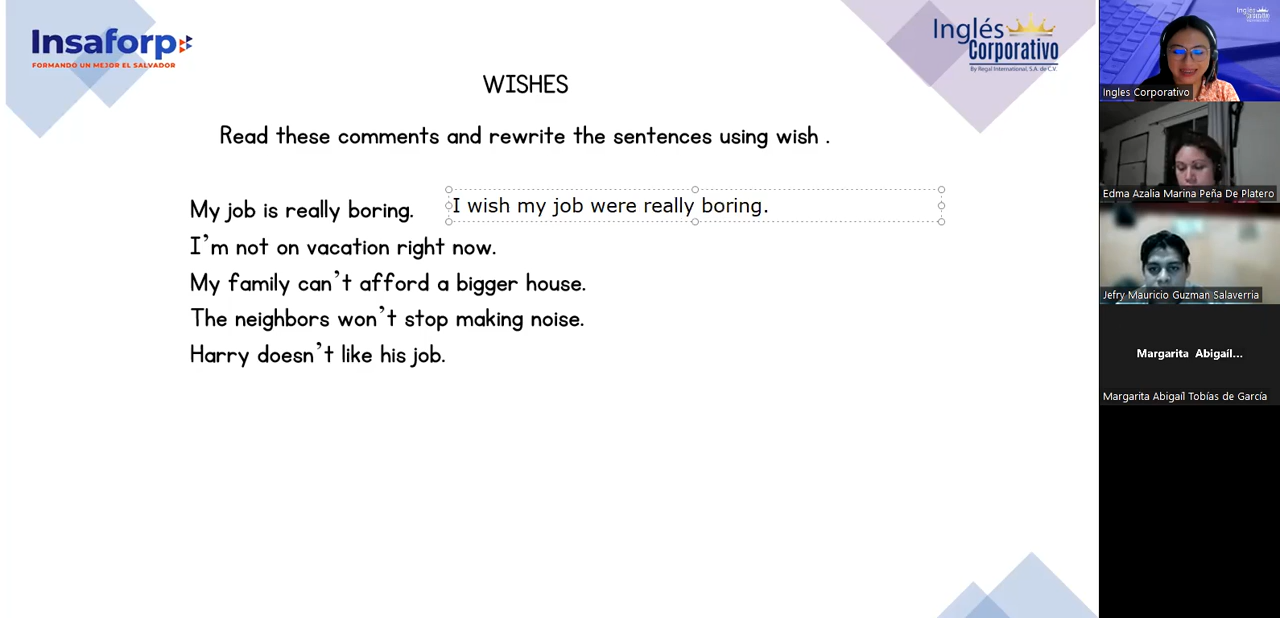 Insaforp
FORMANDO UN MEJOR EL SALVADOR
Inglés
Corporativo
By Regal International, S.A. de C.V.
WISHES
Read these comments and rewrite the sentences using wish .
My job is really boring.
I wish my job were really boring.
I'm not on vacation right now.
My family can't afford a bigger house.
The neighbors won't stop making noise.
Harry doesn't like his job.
Ingles Corporativo
Edma Azalia Marina Peña De Platero
Jefry Mauricio Guzman Salaverria
Margarita Abigaíl...
Margarita Abigaíl Tobías de García